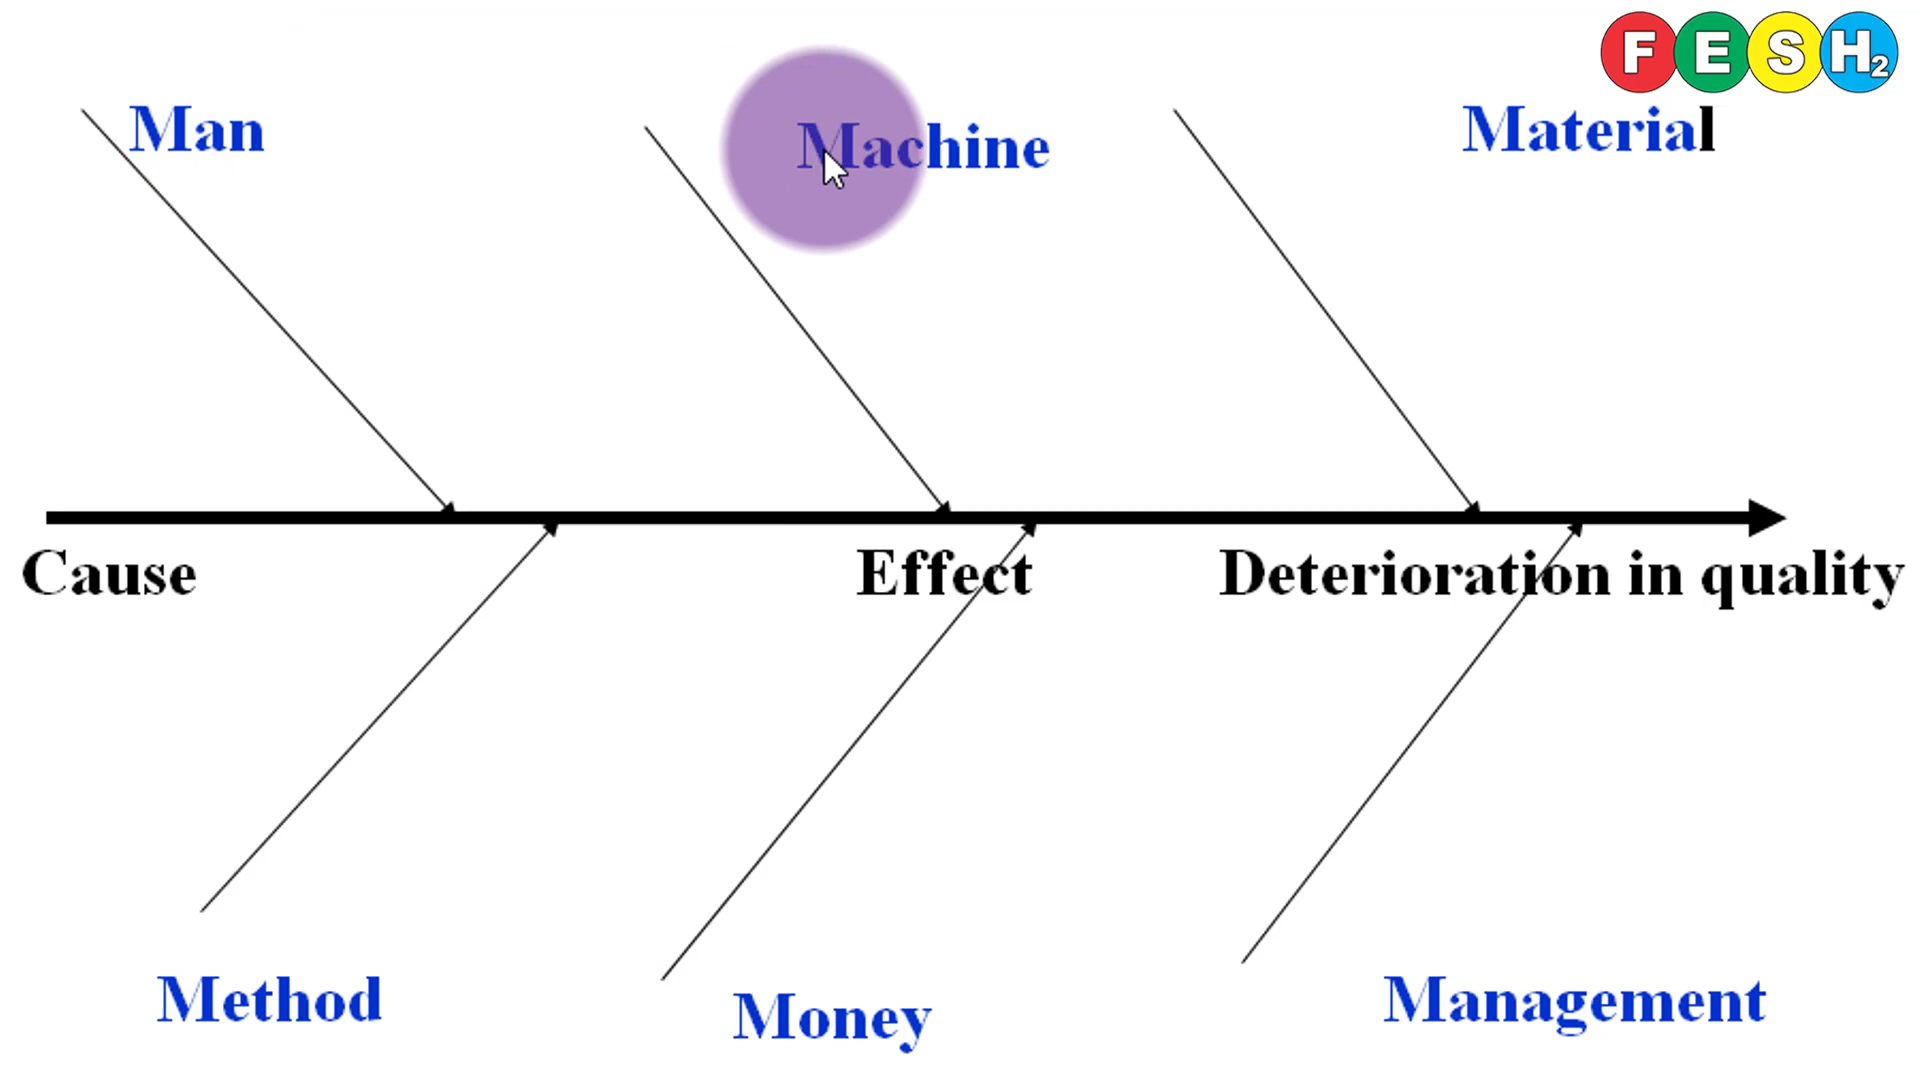 FESH2
Man
Machine
Material
Cause
Effect
Deterioration in quality
Method
Money
Management